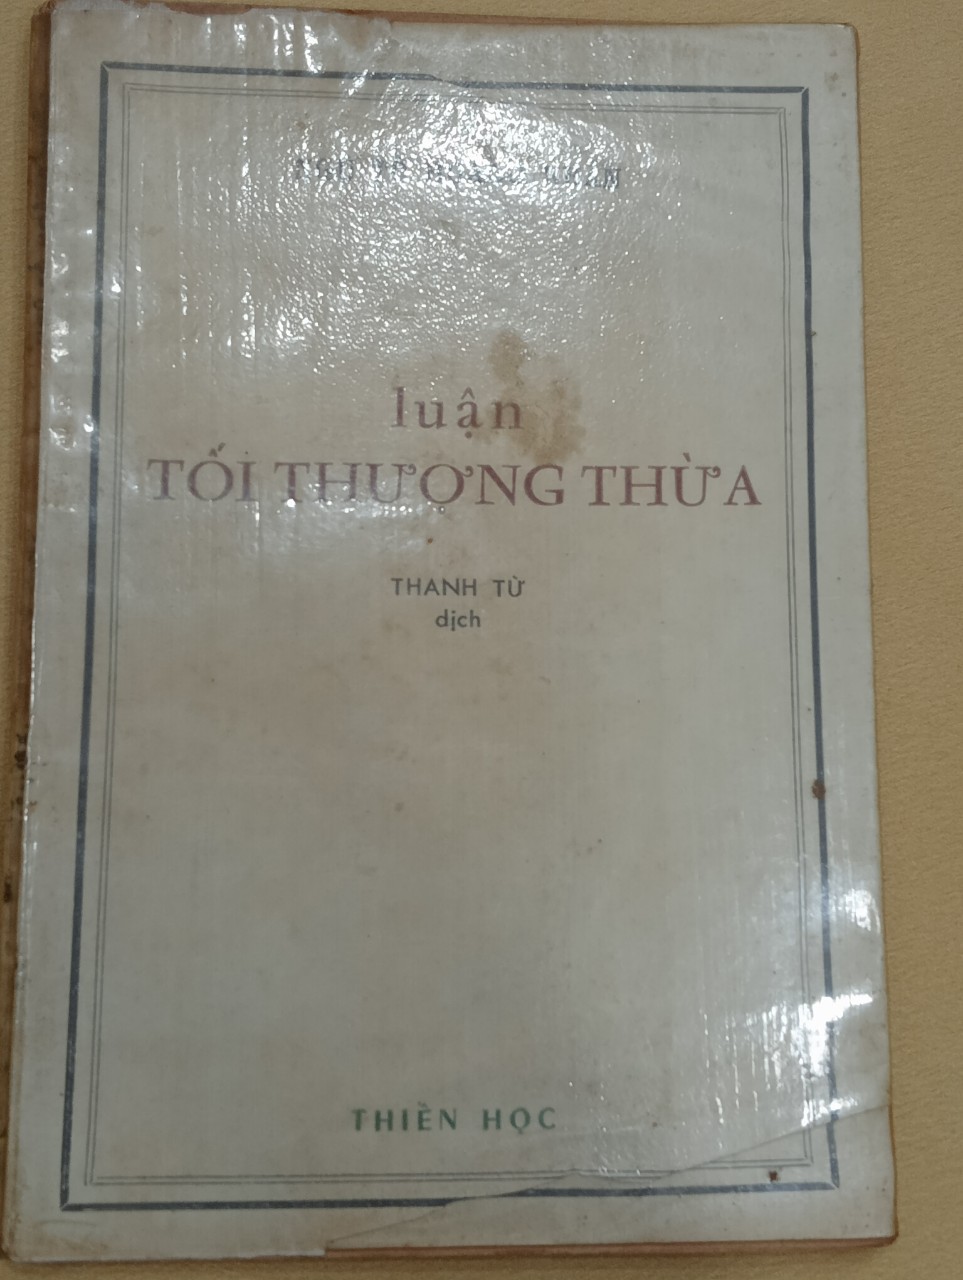 luận
TỐI THƯỢNG THỪA
THANH TỪ
dịch
THIỀN HỌC